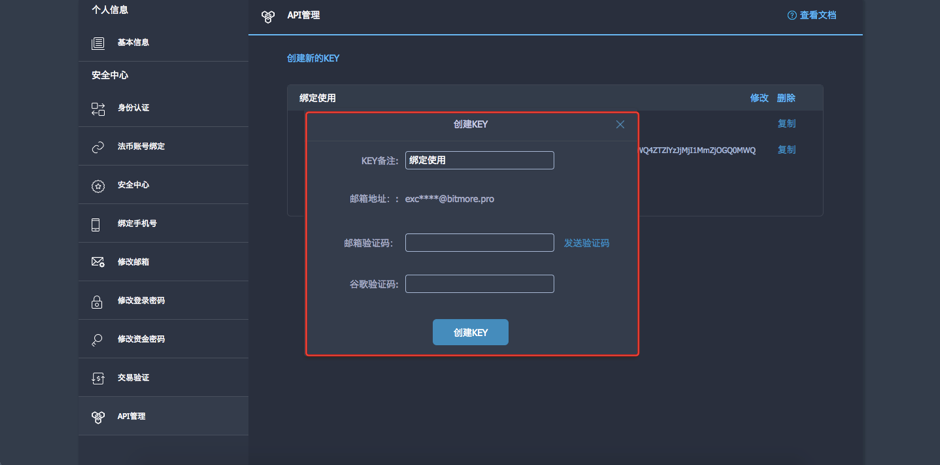 个人信息
基本信息
安全中心
身份认证
法币账号绑定
安全中心
绑定手机号
修改邮箱
修改登录密码
修改资金密码
交易验证
API管理
API管理
查看文档
创建新的KEY
绑定使用
修改 删除
复制
复制
创建KEY
KEY备注: 绑定使用
邮箱地址：: exc****@bitmore.pro
邮箱验证码： 发送验证码
谷歌验证码:
创建KEY